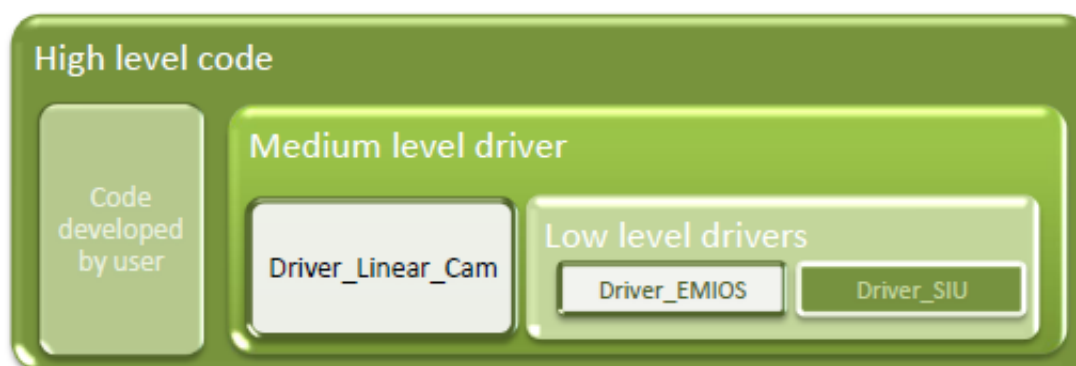 High level code
Code
developed
by user
Medium level driver
Driver_Linear_Cam
Low level drivers
Driver_EMIOS
Driver_SIU